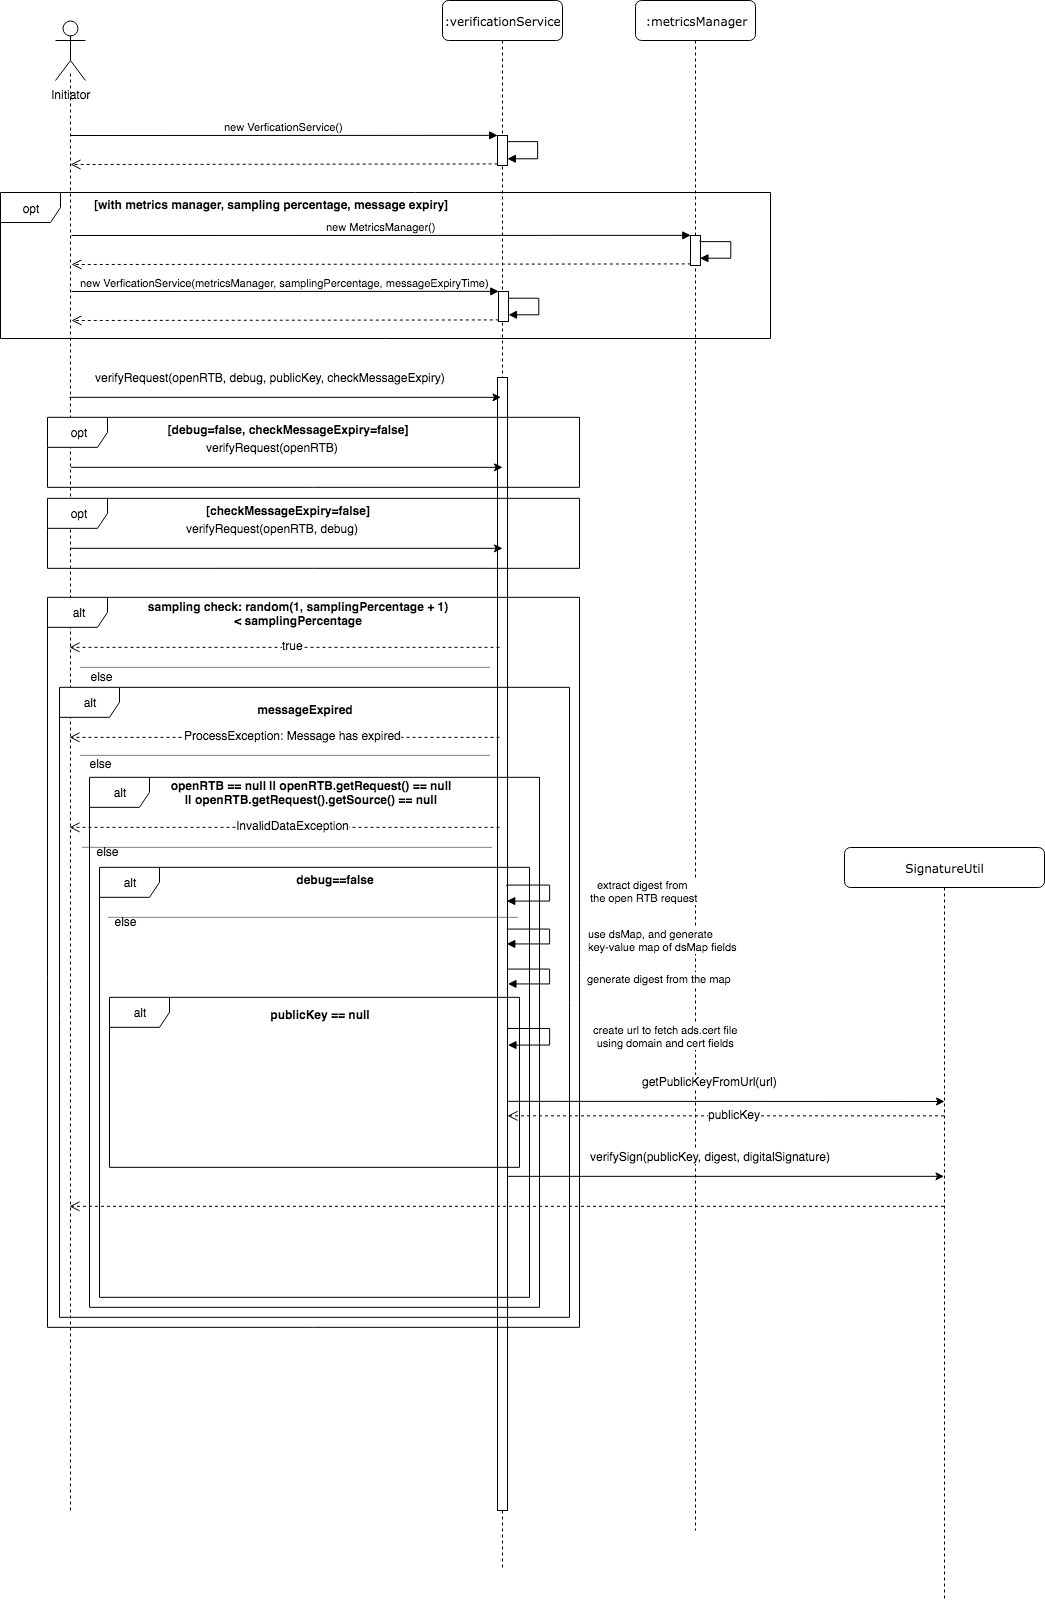 :verificationService
:metricsManager
Initiator
new VerficationService()
opt
[with metrics manager, sampling percentage, message expiry]
new MetricsManager()
new VerficationService(metricsManager, samplingPercentage, messageExpiryTime)
verifyRequest(openRTB, debug, publicKey, checkMessageExpiry)
opt
[debug=false, checkMessageExpiry=false]
verifyRequest(openRTB)
opt
[checkMessageExpiry=false]
verifyRequest(openRTB, debug)
alt
sampling check: random(1, samplingPercentage + 1)
< samplingPercentage
true
else
alt
messageExpired
ProcessException: Message has expired
else
alt
openRTB == null || openRTB.getRequest() == null
|| openRTB.getRequest().getSource() == null
InvalidDataException
else
SignatureUtil
alt
debug==false
extract digest from
the open RTB request
else
use dsMap, and generate
key-value map of dsMap fields
generate digest from the map
alt
publicKey == null
create url to fetch ads.cert file
using domain and cert fields
getPublicKeyFromUrl(url)
publicKey
verifySign(publicKey, digest, digitalSignature)